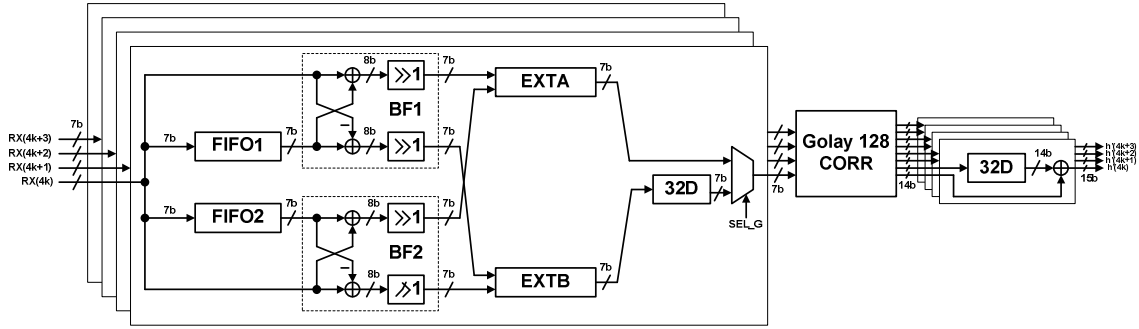 8b
7b
>>1
7b
EXTA
BF1
7b
7b
RX(4k+3)
RX(4k+2)
RX(4k+1)
RX(4k)
7b
FIFO1
7b
8b
>>1
7b
Golay 128
CORR
32D
14b
h'(4k+3)
h'(4k+2)
h'(4k+1)
h'(4k)
15b
14b
7b
32D
7b
SEL_G
7b
FIFO2
7b
8b
>>1
7b
BF2
8b
>>1
7b
EXTB